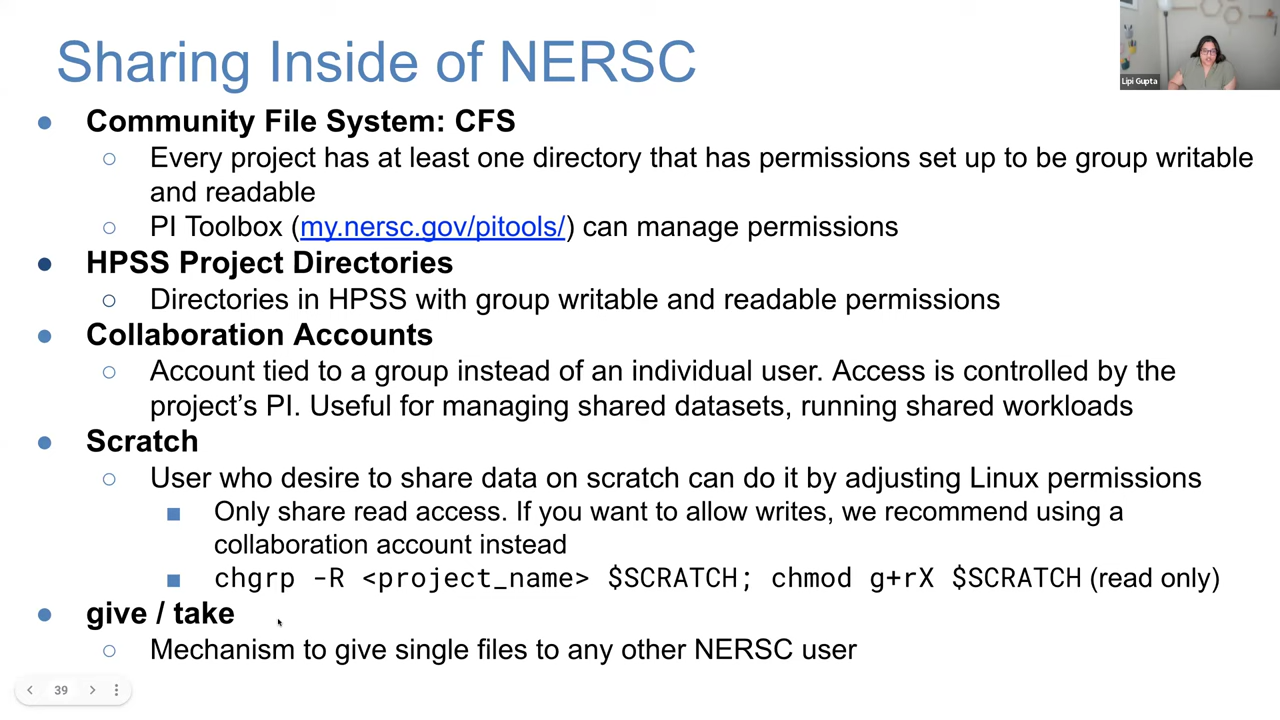 Sharing Inside of NERSC
Lipi Gupta
● Community File System: CFS
○ Every project has at least one directory that has permissions set up to be group writable
and readable
○ PI Toolbox (my.nersc.gov/pitools/) can manage permissions
● HPSS Project Directories
○ Directories in HPSS with group writable and readable permissions
● Collaboration Accounts
○ Account tied to a group instead of an individual user. Access is controlled by the
project's PI. Useful for managing shared datasets, running shared workloads
● Scratch
○ User who desire to share data on scratch can do it by adjusting Linux permissions
■ Only share read access. If you want to allow writes, we recommend using a
collaboration account instead
■ chgrp -R <project_name> $SCRATCH; chmod g+rX $SCRATCH (read only)
● give / take
○ Mechanism to give single files to any other NERSC user
39